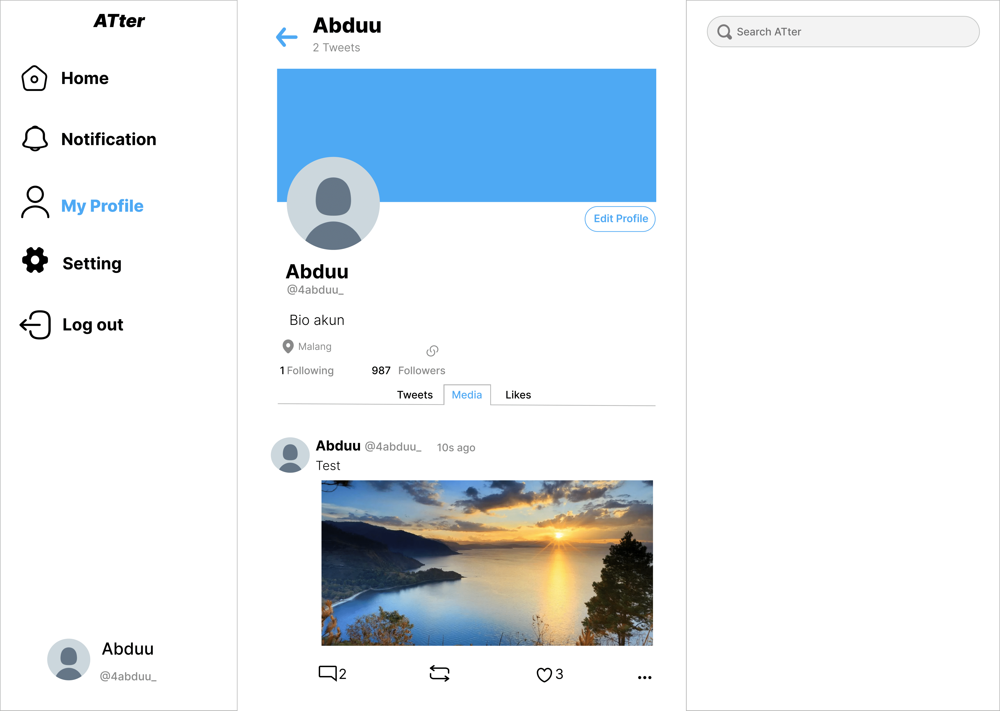 ATter
Home
Notification
My Profile
Setting
Log out
Abduu
@4abduu_
Abduu
2 Tweets
Edit Profile
Abduu
@4abduu_
Bio akun
Malang
1 Following 987 Followers
Tweets Media Likes
Abduu @4abduu_ 10s ago
Test
2 3
Search ATter